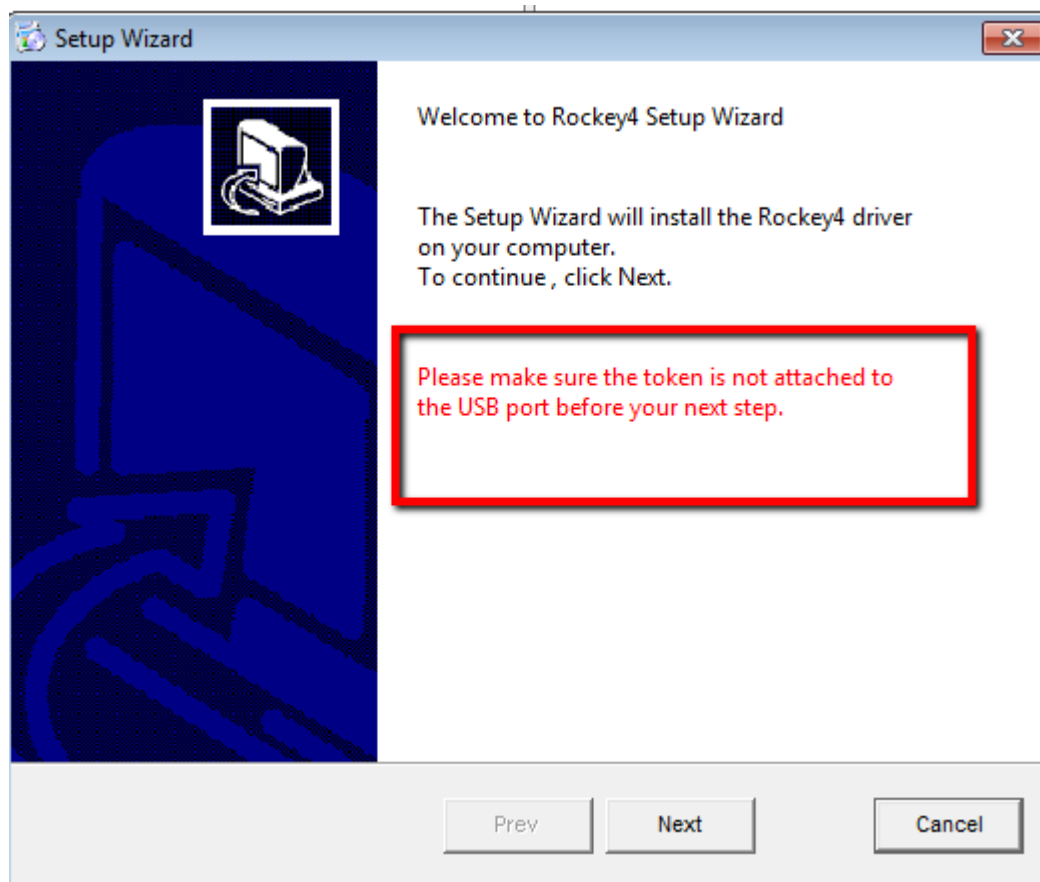 Setup Wizard
Welcome to Rockey4 Setup Wizard
The Setup Wizard will install the Rockey4 driver
on your computer.
To continue , click Next.
Please make sure the token is not attached to
the USB port before your next step.
Prev
Next
Cancel